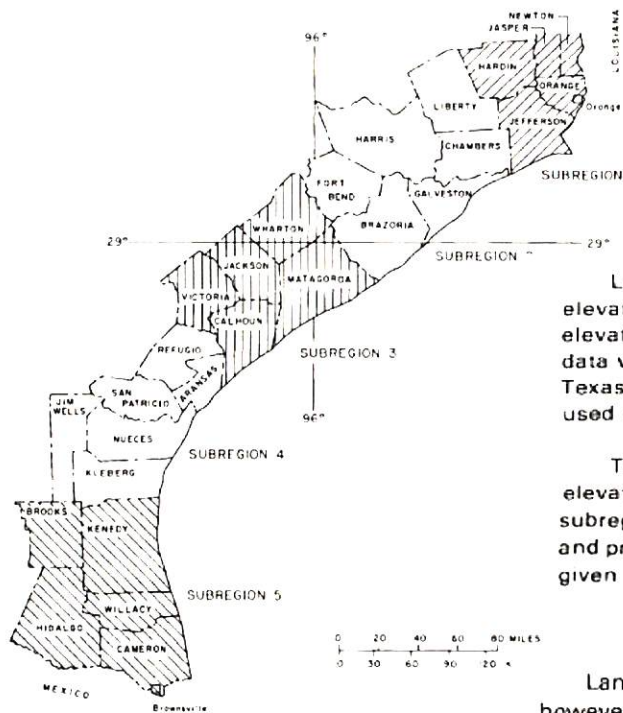 NEWTON
JASPER
LOUISIANA
96°
HARDIN
ORANGE
Orange
LIBERTY
JEFFERSON
HARRIS
CHAMBERS
SUBREGION
FORT
BEND
GALVESTON
WHARTON
BRAZORIA
29°
29°
SUBREGION
JACKSON
MATAGORDA
VICTORIA
CALHOUN
SUBREGION 3
REFUGIO
ARANSAS
96°
SAN
PATRICIO
JIM
WELLS
NUECES
SUBREGION 4
KLEBERG
BROOKS
KENEDY
SUBREGION 5
WILLACY
HIDALGO
CAMERON
MEXICO
Brownsville
0 20 40 60 80 MILES
0 30 60 90
L
elevat
elevat
data v
Texas
used
T
elevat
subreg
and pr
given
Lan
howeve